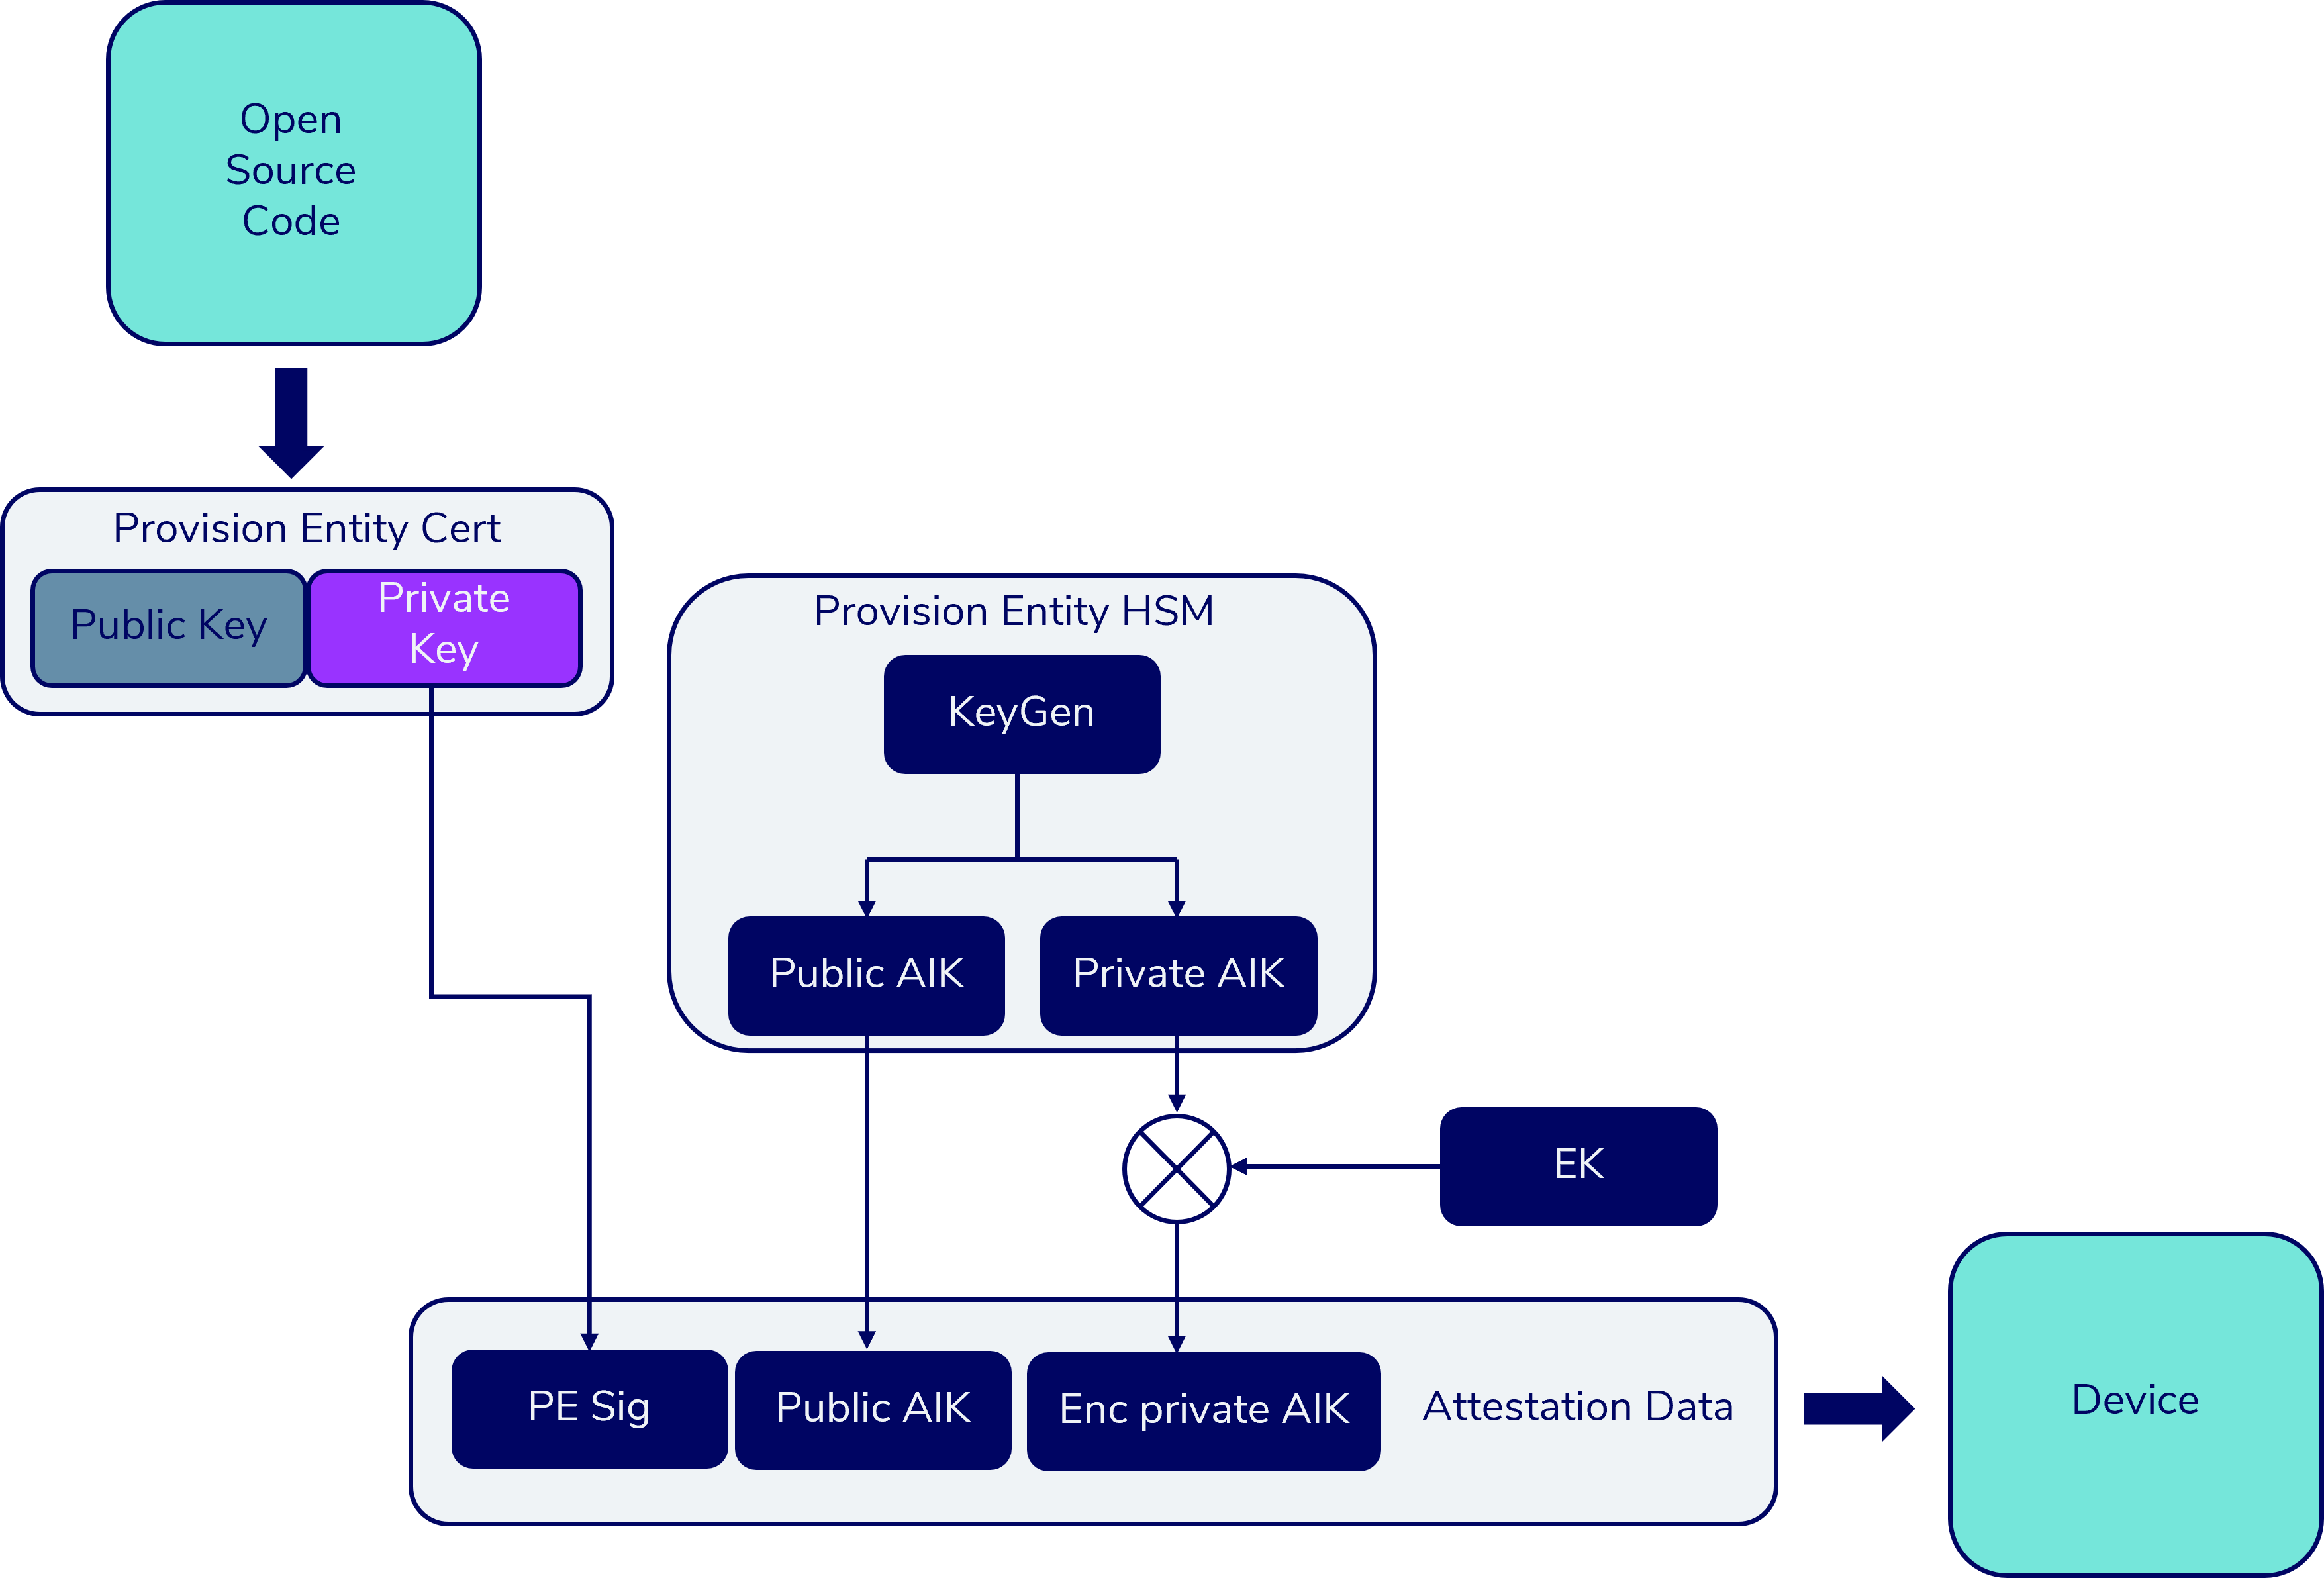 Open
Source
Code
Provision Entity Cert
Public Key
Private
Key
Provision Entity HSM
KeyGen
Public AIK
Private AIK
EK
PE Sig
Public AIK
Enc private AIK
Attestation Data
Device